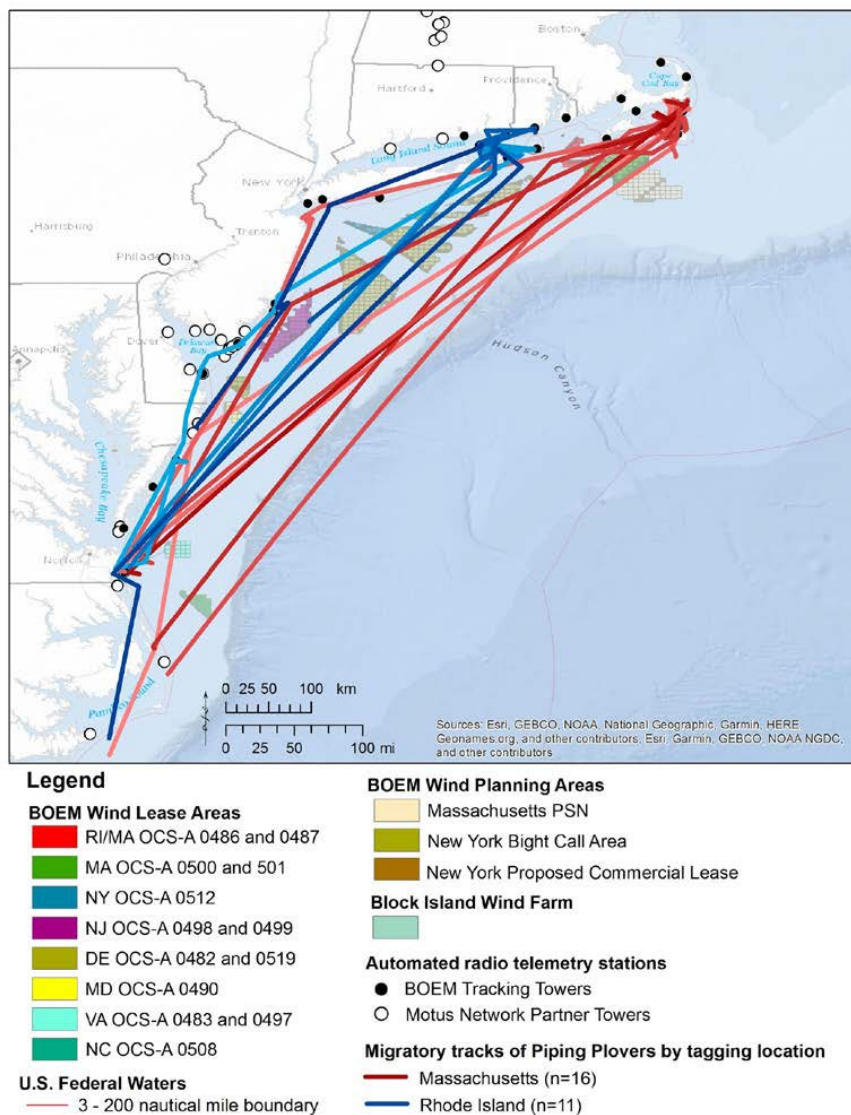 Boston
Cape
Cod Bay
Providence
Hartford
Long Island Sound
New York
Harrisburg
Trenton
Philadelphia
Dover
Delaware
Bay
Annapolis
Hudson Canyon
Chesapeake Bay
Norfolk
0 25 50 100 km
0 25 50 100 mi
Sources: Esri, GEBCO, NOAA, National Geographic, Garmin, HERE
Geonames.org, and other contributors, Esri, Garmin, GEBCO, NOAA NGDC,
and other contributors
Legend
BOEM Wind Lease Areas
RI/MA OCS-A 0486 and 0487
MA OCS-A 0500 and 501
NY OCS-A 0512
NJ OCS-A 0498 and 0499
DE OCS-A 0482 and 0519
MD OCS-A 0490
VA OCS-A 0483 and 0497
NC OCS-A 0508
U.S. Federal Waters
3 - 200 nautical mile boundary
BOEM Wind Planning Areas
Massachusetts PSN
New York Bight Call Area
New York Proposed Commercial Lease
Block Island Wind Farm
Automated radio telemetry stations
BOEM Tracking Towers
Motus Network Partner Towers
Migratory tracks of Piping Plovers by tagging location
Massachusetts (n=16)
Rhode Island (n=11)